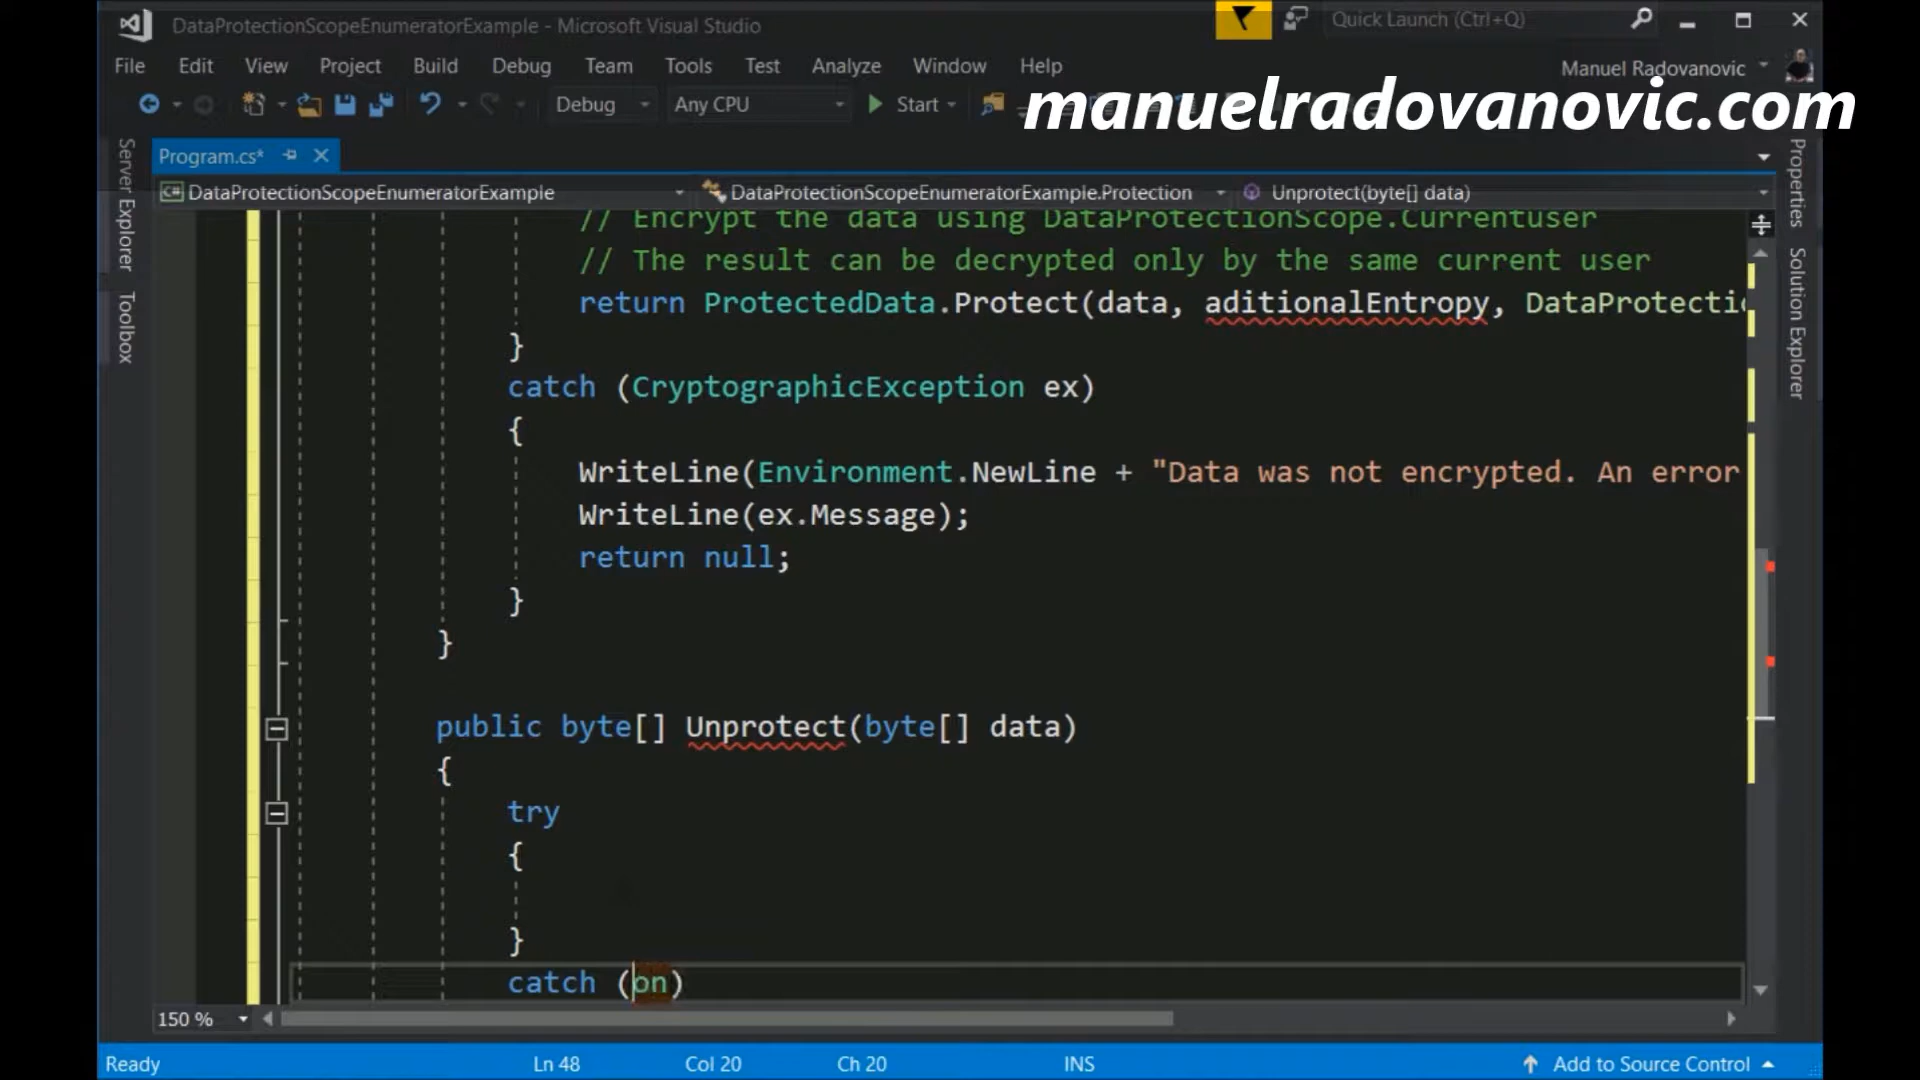 DataProtectionScopeEnumeratorExample - Microsoft Visual Studio
Quick Launch (Ctrl+Q)
File Edit View Project Build Debug Team Tools Test Analyze Window Help
Manuel Radovanovic
Debug Any CPU Start
manuelradovanovic.com
Server Explorer
Toolbox
Properties
Solution Explorer
Program.cs*
DataProtectionScopeEnumeratorExample DataProtectionScopeEnumeratorExample.Protection Unprotect(byte[] data)
// Encrypt the data using DataProtectionScope.Currentuser
// The result can be decrypted only by the same current user
return ProtectedData.Protect(data, aditionalEntropy, DataProtectio
}
catch (CryptographicException ex)
{
WriteLine(Environment.NewLine + "Data was not encrypted. An error
WriteLine(ex.Message);
return null;
}
}
public byte[] Unprotect(byte[] data)
{
try
{
}
catch (on)
150 %
Ready Ln 48 Col 20 Ch 20 INS Add to Source Control